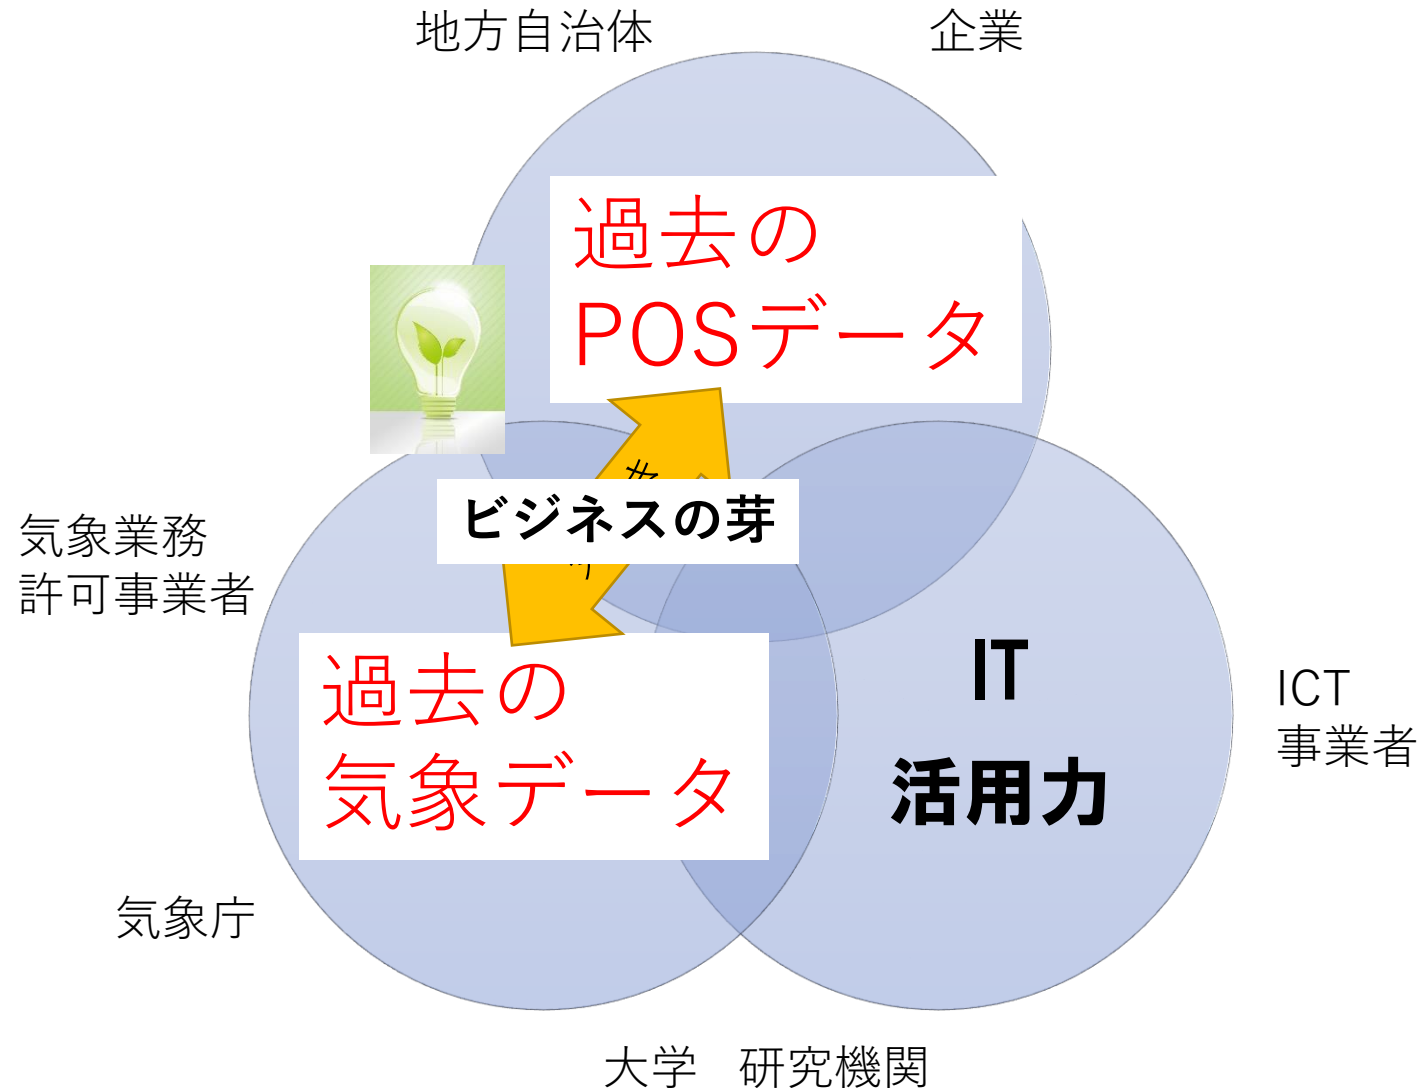 地方自治体
企業
過去の
POSデータ
ビジネスの芽
気象業務
許可事業者
過去の
気象データ
IT
活用力
ICT
事業者
気象庁
大学 研究機関